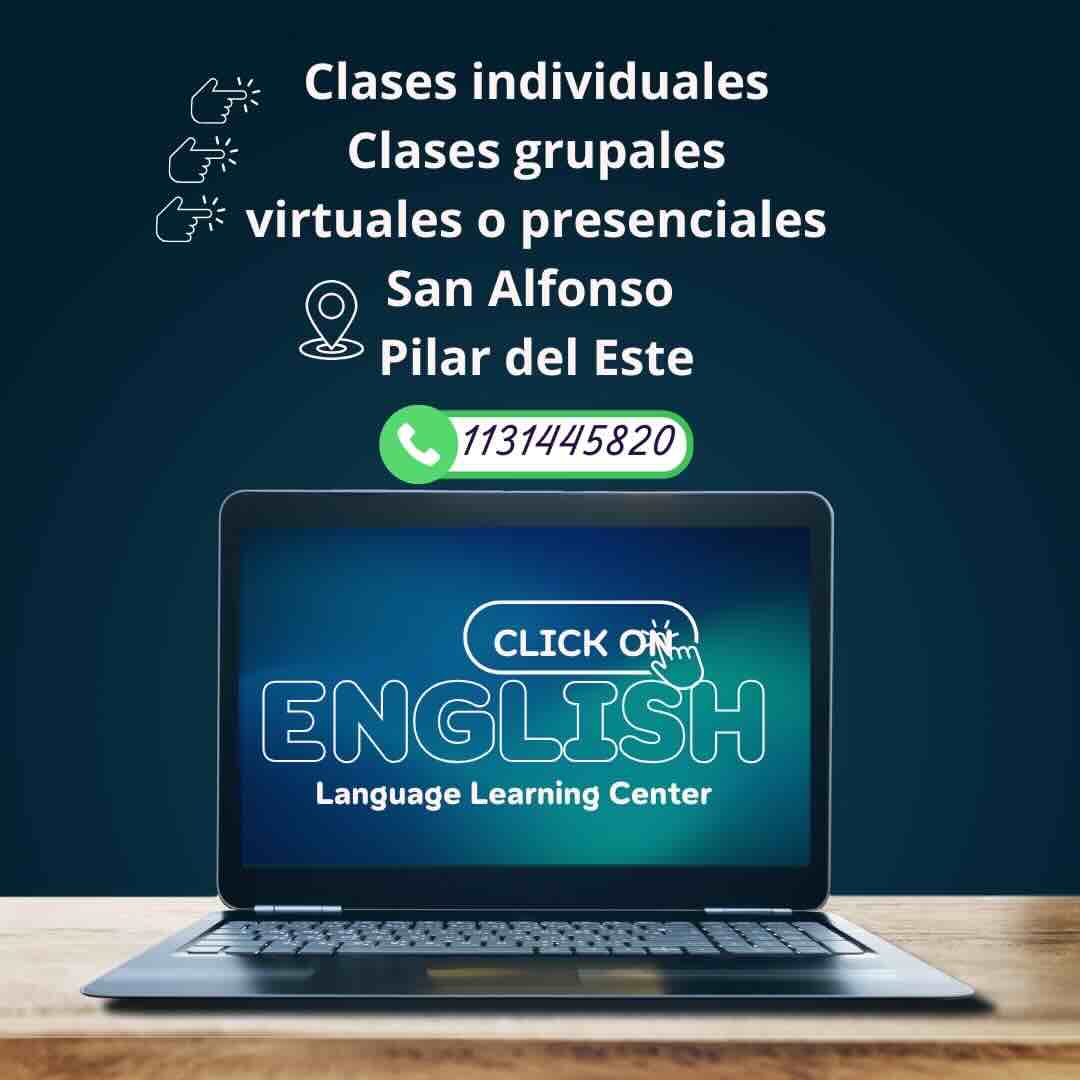 Clases individuales
Clases grupales
virtuales o presenciales
San Alfonso
Pilar del Este
1131445820
CLICK ON
ENGLISH
Language Learning Center